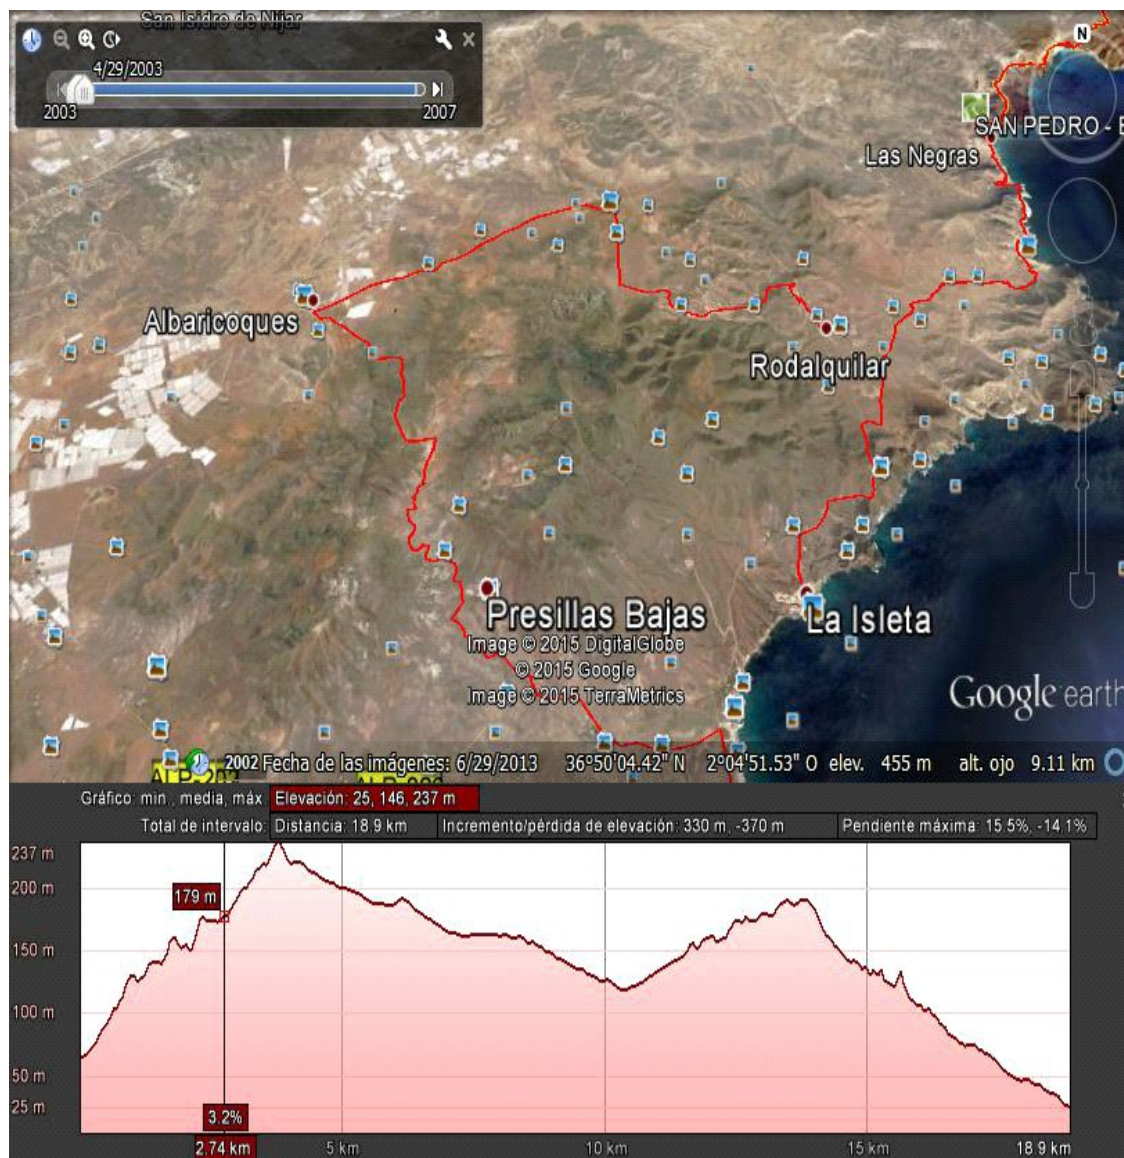 San Isidro de Níjar
4/29/2003
2003
2007
N
SAN PEDRO - E
Las Negras
Albaricoques
Rodalquilar
Presillas Bajas
La Isleta
Image © 2015 DigitalGlobe
© 2015 Google
Image © 2015 TerraMetrics
Google earth
2002 Fecha de las imágenes: 6/29/2013 36°50'04.42" N 2°04'51.53" O elev. 455 m alt. ojo 9.11 km
Gráfico: min., media, máx. Elevación: 25, 146, 237 m
Total de intervalo: Distancia: 18.9 km Incremento/pérdida de elevación: 330 m, -370 m Pendiente máxima: 15.5%, -14.1%
237 m
200 m
179 m
150 m
100 m
50 m
25 m
3.2%
2.74 km 5 km 10 km 15 km 18.9 km